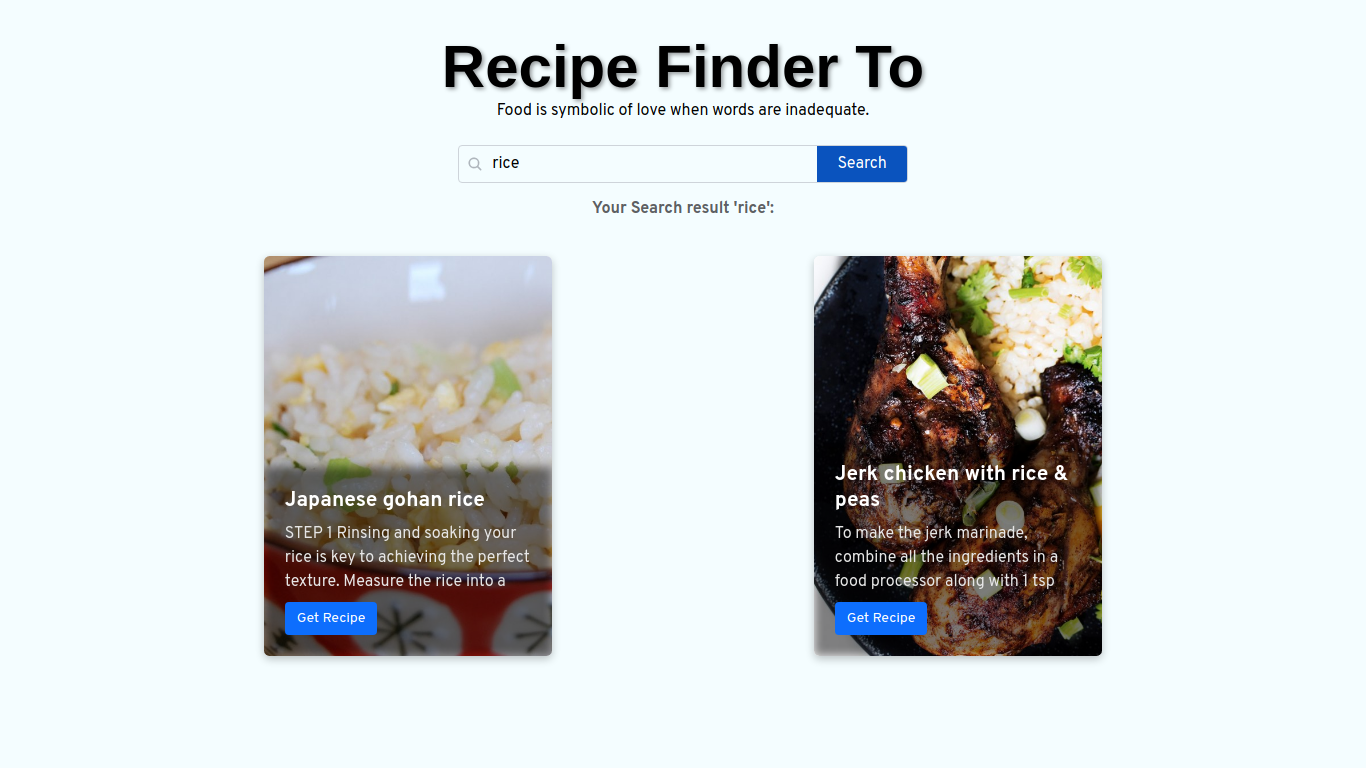 Recipe Finder To
Food is symbolic of love when words are inadequate.
rice
Search
Your Search result 'rice':
Japanese gohan rice
STEP 1 Rinsing and soaking your
rice is key to achieving the perfect
texture. Measure the rice into a
Get Recipe
Jerk chicken with rice &
peas
To make the jerk marinade,
combine all the ingredients in a
food processor along with 1 tsp
Get Recipe